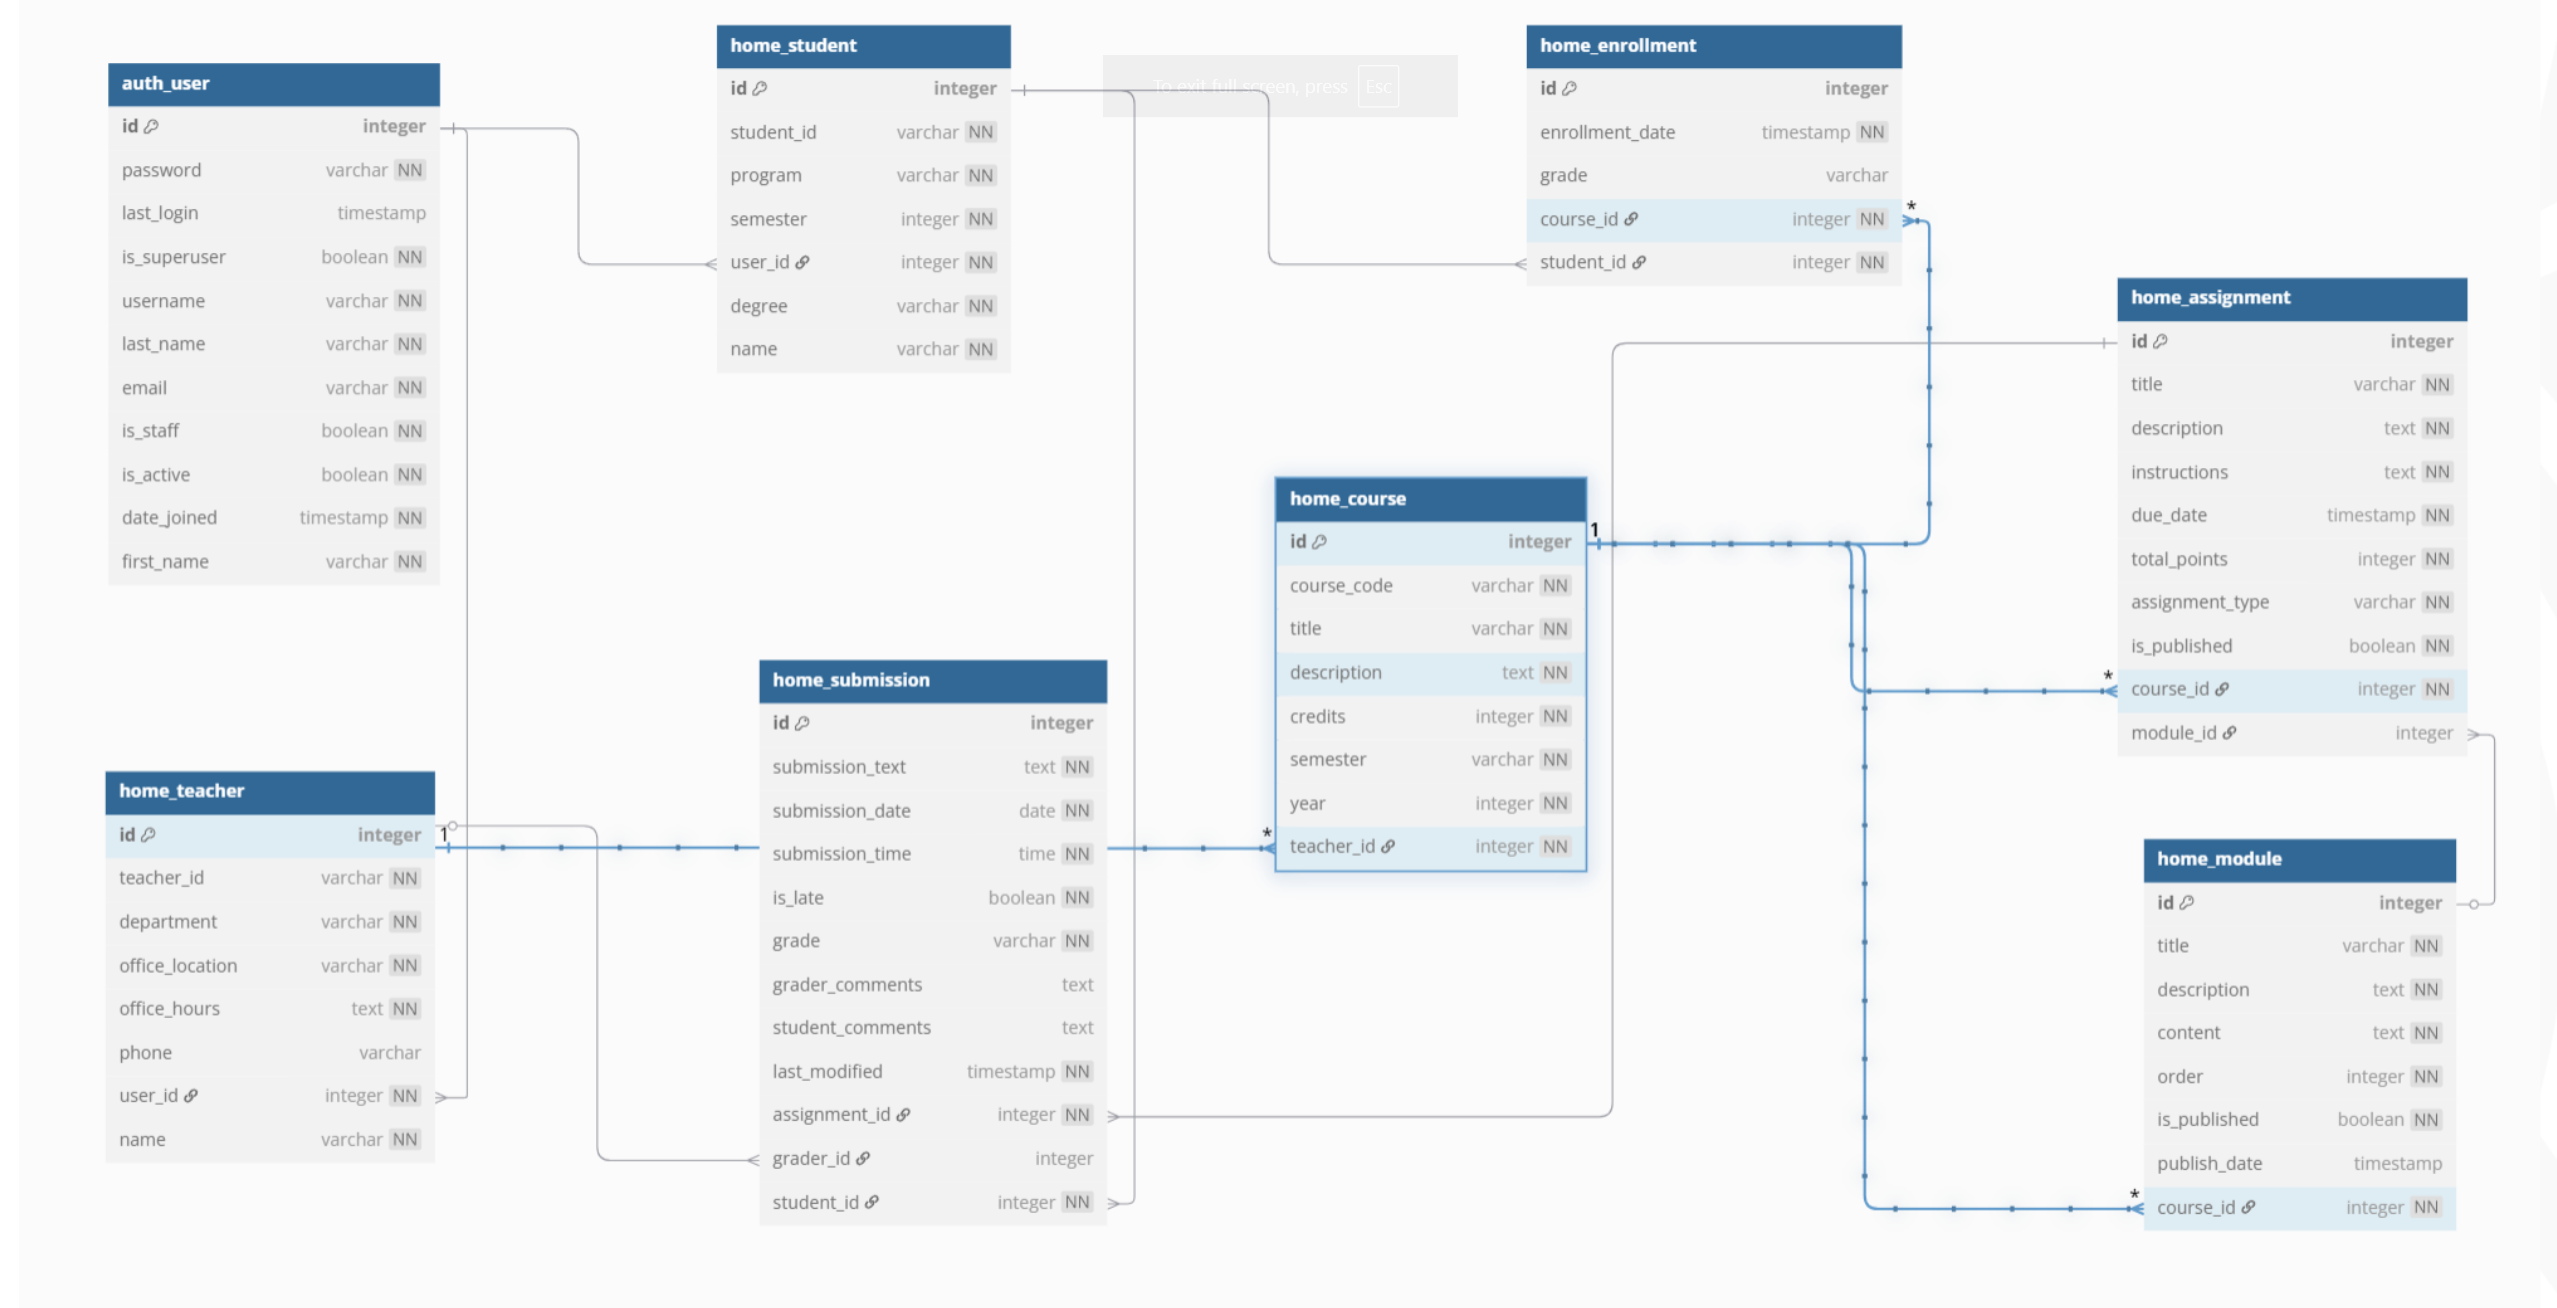 auth_user
id integer
password varchar NN
last_login timestamp
is_superuser boolean NN
username varchar NN
last_name varchar NN
email varchar NN
is_staff boolean NN
is_active boolean NN
date_joined timestamp NN
first_name varchar NN
home_student
id integer
student_id varchar NN
program varchar NN
semester integer NN
user_id integer NN
degree varchar NN
name varchar NN
To exit full screen, press Esc
home_enrollment
id integer
enrollment_date timestamp NN
grade varchar
course_id integer NN *
student_id integer NN
home_assignment
id integer
title varchar NN
description text NN
instructions text NN
due_date timestamp NN
total_points integer NN
assignment_type varchar NN
is_published boolean NN
* course_id integer NN
module_id integer
home_course
id integer 1
course_code varchar NN
title varchar NN
description text NN
credits integer NN
semester varchar NN
year integer NN
* teacher_id integer NN
home_submission
id integer
submission_text text NN
submission_date date NN
submission_time time NN
is_late boolean NN
grade varchar NN
grader_comments text
student_comments text
last_modified timestamp NN
assignment_id integer NN
grader_id integer
student_id integer NN
home_teacher
id integer 1
teacher_id varchar NN
department varchar NN
office_location varchar NN
office_hours text NN
phone varchar
user_id integer NN
name varchar NN
home_module
id integer
title varchar NN
description text NN
content text NN
order integer NN
is_published boolean NN
publish_date timestamp
* course_id integer NN